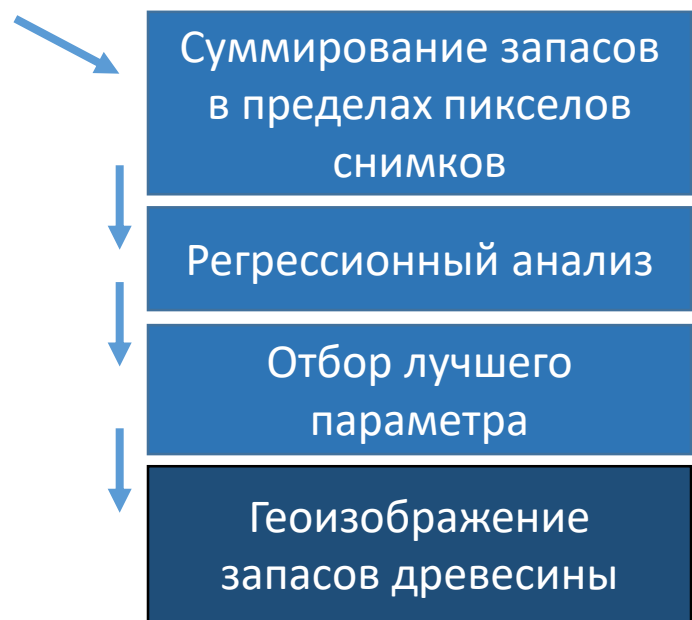 Суммирование запасов
в пределах пикселов
снимков
Регрессионный анализ
Отбор лучшего
параметра
Геоизображение
запасов древесины